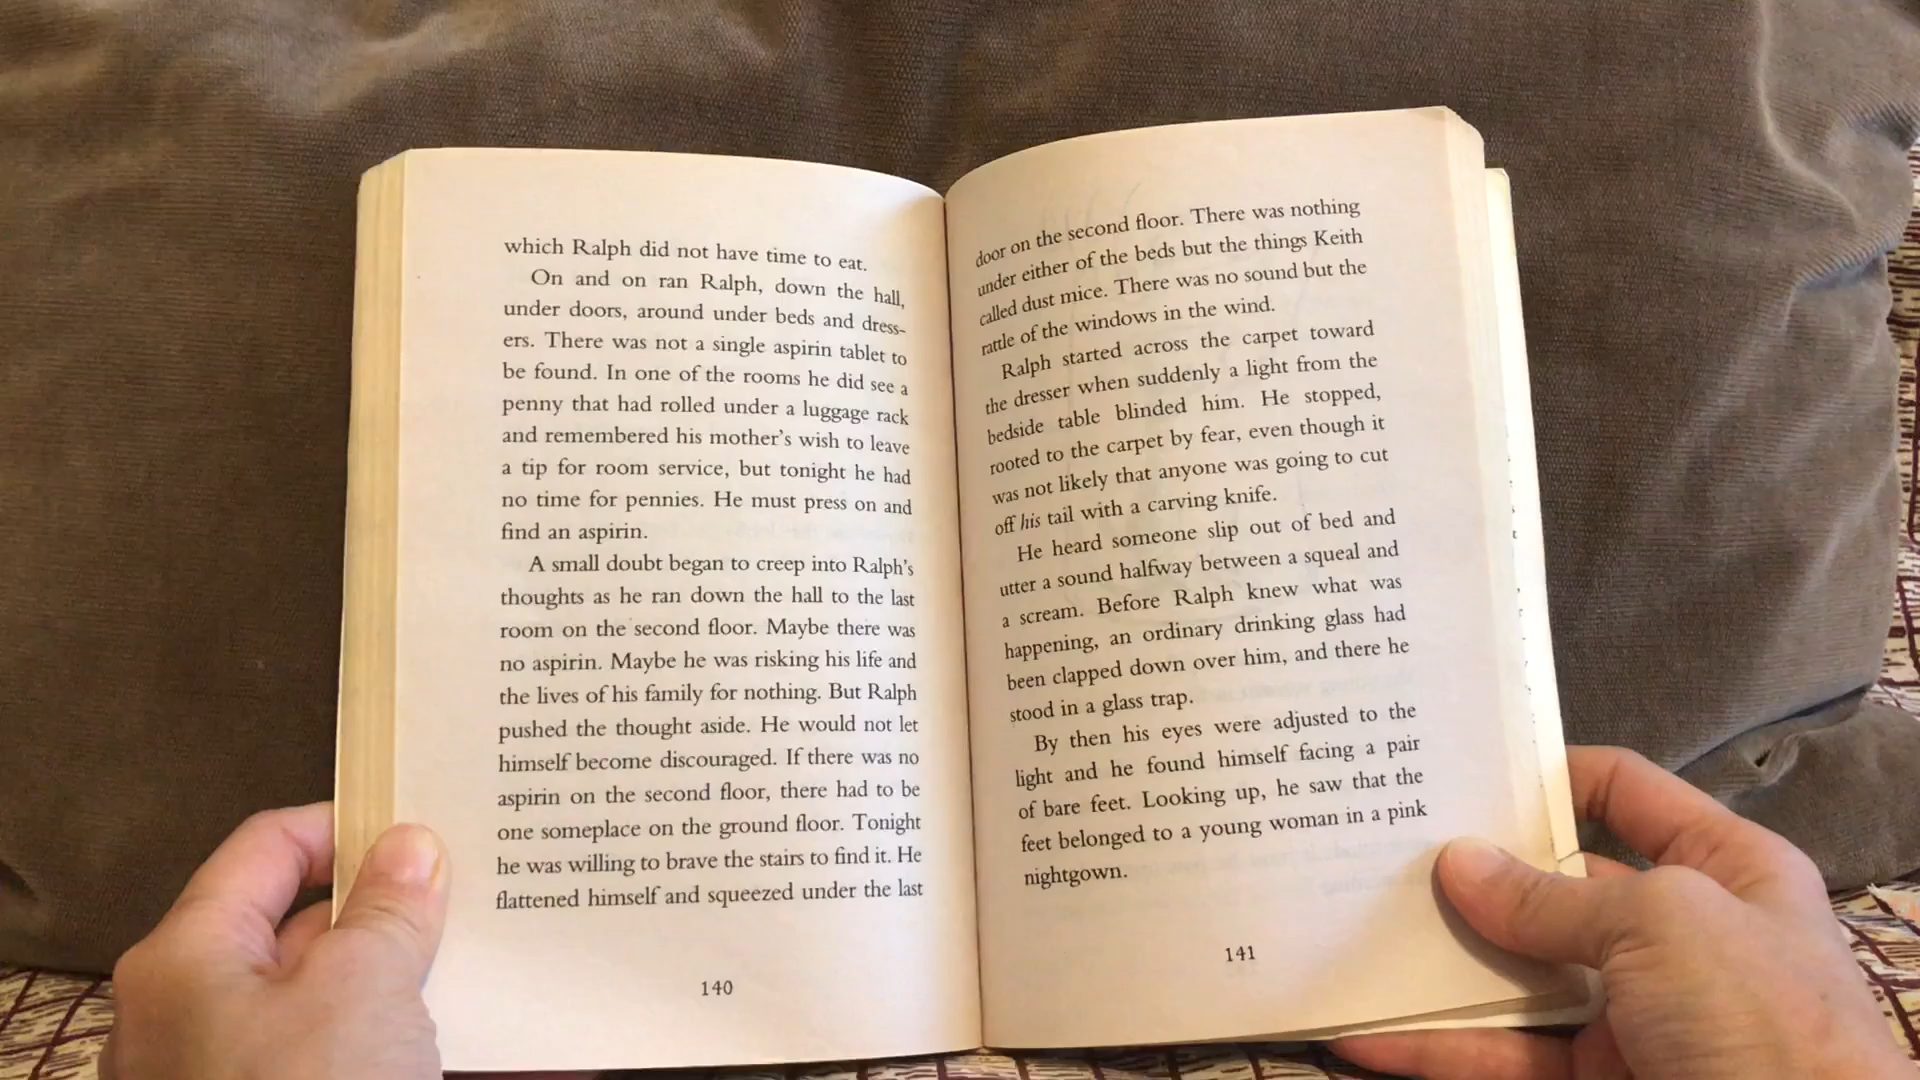 which Ralph did not have time to eat.
On and on ran Ralph, down the hall,
under doors, around under beds and dress-
ers. There was not a single aspirin tablet to
be found. In one of the rooms he did see a
penny that had rolled under a luggage rack
and remembered his mother's wish to leave
a tip for room service, but tonight he had
no time for pennies. He must press on and
find an aspirin.
A small doubt began to creep into Ralph's
thoughts as he ran down the hall to the last
room on the second floor. Maybe there was
no aspirin. Maybe he was risking his life and
the lives of his family for nothing. But Ralph
pushed the thought aside. He would not let
himself become discouraged. If there was no
aspirin on the second floor, there had to be
one someplace on the ground floor. Tonight
he was willing to brave the stairs to find it. He
flattened himself and squeezed under the last
140
door on the second floor. There was nothing
under either of the beds but the things Keith
called dust mice. There was no sound but the
rattle of the windows in the wind.
Ralph started across the carpet toward
the dresser when suddenly a light from the
bedside table blinded him. He stopped,
rooted to the carpet by fear, even though it
was not likely that anyone was going to cut
off his tail with a carving knife.
He heard someone slip out of bed and
utter a sound halfway between a squeal and
a scream. Before Ralph knew what was
happening, an ordinary drinking glass had
been clapped down over him, and there he
stood in a glass trap.
By then his eyes were adjusted to the
light and he found himself facing a pair
of bare feet. Looking up, he saw that the
feet belonged to a young woman in a pink
nightgown.
141